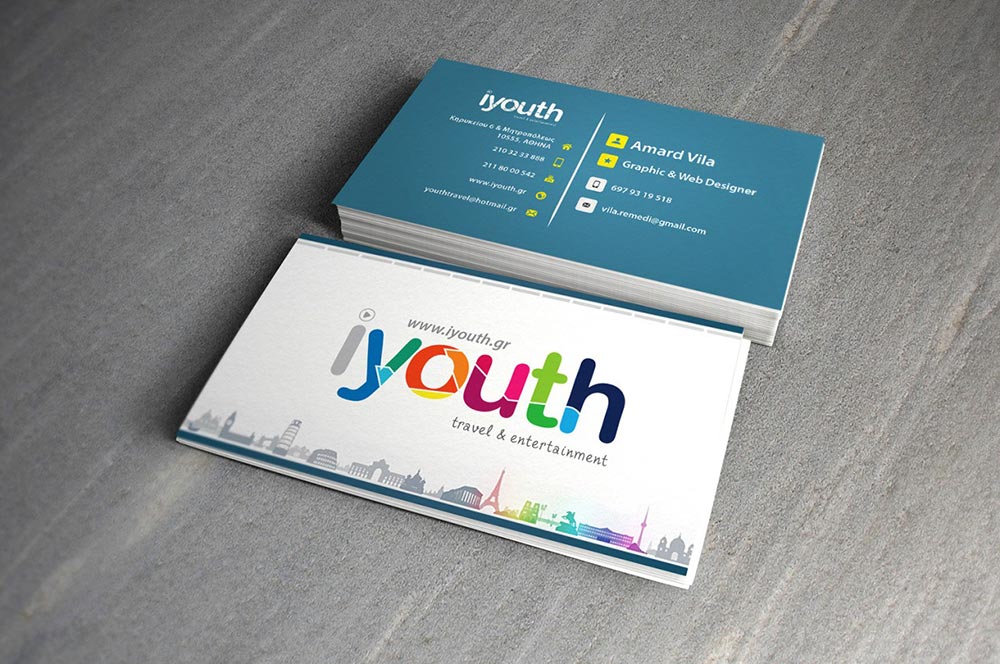 iyouth
travel & entertainment
Κηρυκείου 6 & Μητροπόλεως
10555, ΑΘΗΝΑ
210 32 33 888
211 80 00 542
www.iyouth.gr
youthtravel@hotmail.gr
Amard Vila
Graphic & Web Designer
697 93 19 518
vila.remedi@gmail.com
www.iyouth.gr
iyouth
travel & entertainment